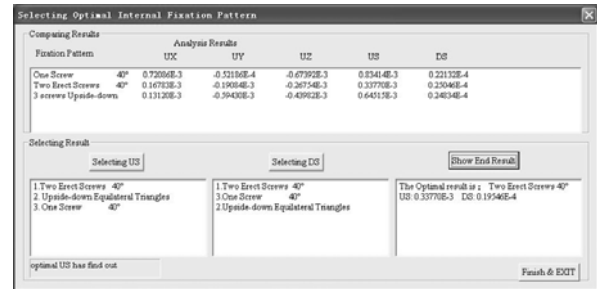 Selecting Optimal Internal Fixation Pattern
Comparing Results
Analysis Results
Fixation Pattern UX UY UZ US DS
One Screw 40° 0.72086E-3 -0.52186E-4 -0.67392E-3 0.83414E-3 0.22132E-4
Two Erect Screws 40° 0.16783E-3 -0.19084E-3 -0.26754E-3 0.33770E-3 0.25046E-4
3 screws Upside-down 0.13120E-3 -0.59430E-3 -0.43982E-3 0.64515E-3 0.24834E-4
Selecting Result
Selecting US Selecting DS Show End Result
1.Two Erect Screws 40°
2. Upside-down Equilateral Triangles
3. One Screw 40°
1.Two Erect Screws 40°
3.One Screw 40°
2.Upside-down Equilateral Triangles
The Optimal result is ; Two Erect Screws 40°
US: 0.33770E-3 DS: 0.19546E-4
optimal US has find out
Finish & EXIT